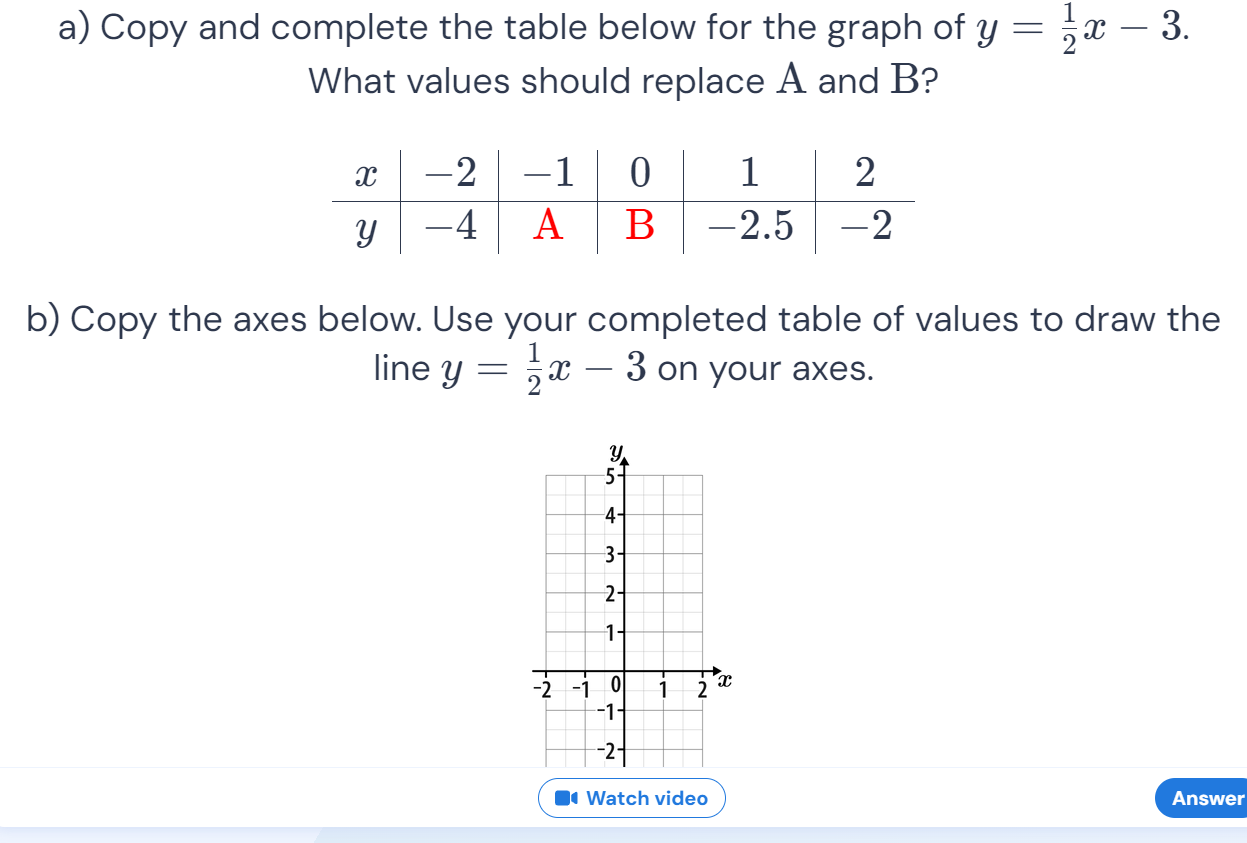 a) Copy and complete the table below for the graph of y = 1/2 x − 3.
What values should replace A and B?
x | −2 | −1 | 0 | 1 | 2
y | −4 | A | B | −2.5 | −2
b) Copy the axes below. Use your completed table of values to draw the
line y = 1/2 x − 3 on your axes.
y
5
4
3
2
1
-2 -1 0 1 2 x
-1
-2
Watch video
Answer